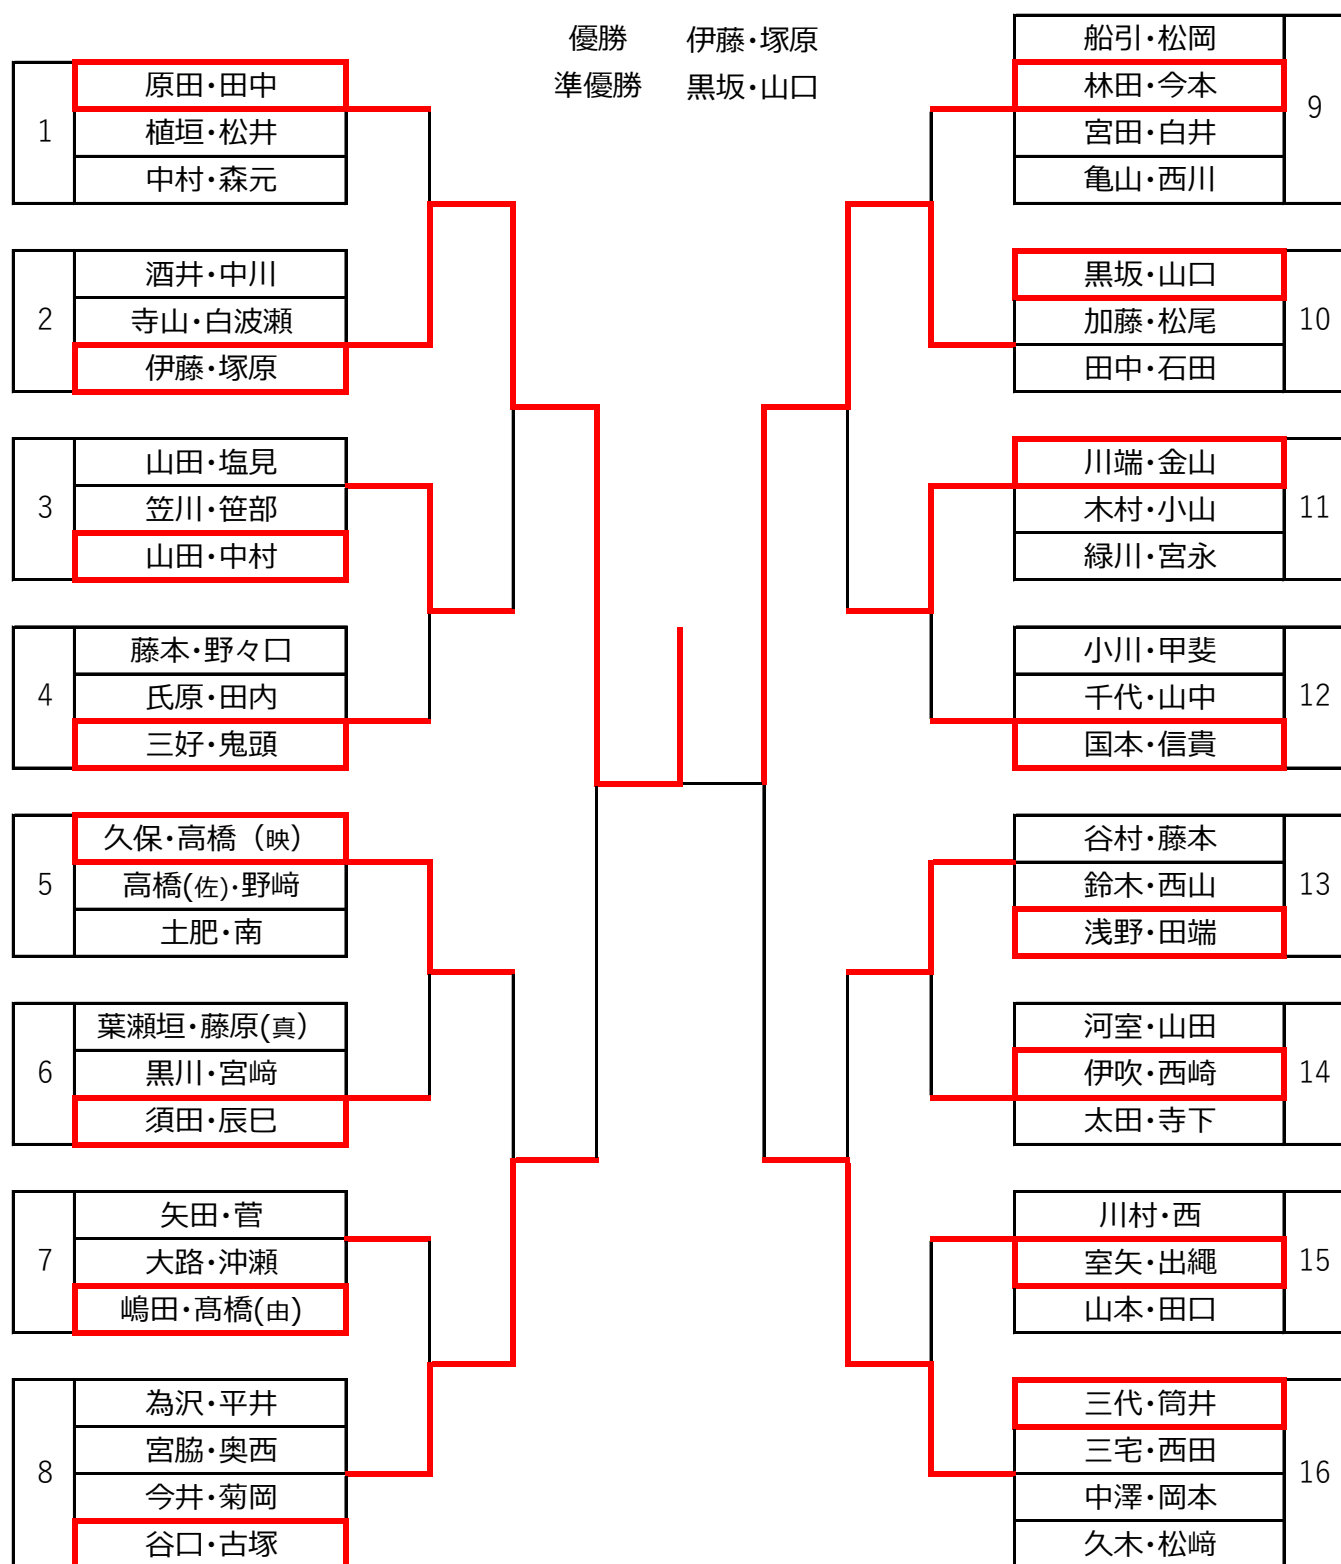 優勝 伊藤・塚原
準優勝 黒坂・山口
1
原田・田中
植垣・松井
中村・森元
2
酒井・中川
寺山・白波瀬
伊藤・塚原
3
山田・塩見
笠川・笹部
山田・中村
4
藤本・野々口
氏原・田内
三好・鬼頭
5
久保・高橋（映）
高橋(佐)・野﨑
土肥・南
6
葉瀬垣・藤原(真）
黒川・宮﨑
須田・辰巳
7
矢田・菅
大路・沖瀬
嶋田・髙橋(由)
8
為沢・平井
宮脇・奥西
今井・菊岡
谷口・古塚
船引・松岡
林田・今本
宮田・白井
亀山・西川
9
黒坂・山口
加藤・松尾
田中・石田
10
川端・金山
木村・小山
緑川・宮永
11
小川・甲斐
千代・山中
国本・信貴
12
谷村・藤本
鈴木・西山
浅野・田端
13
河室・山田
伊吹・西崎
太田・寺下
14
川村・西
室矢・出繩
山本・田口
15
三代・筒井
三宅・西田
中澤・岡本
久木・松﨑
16